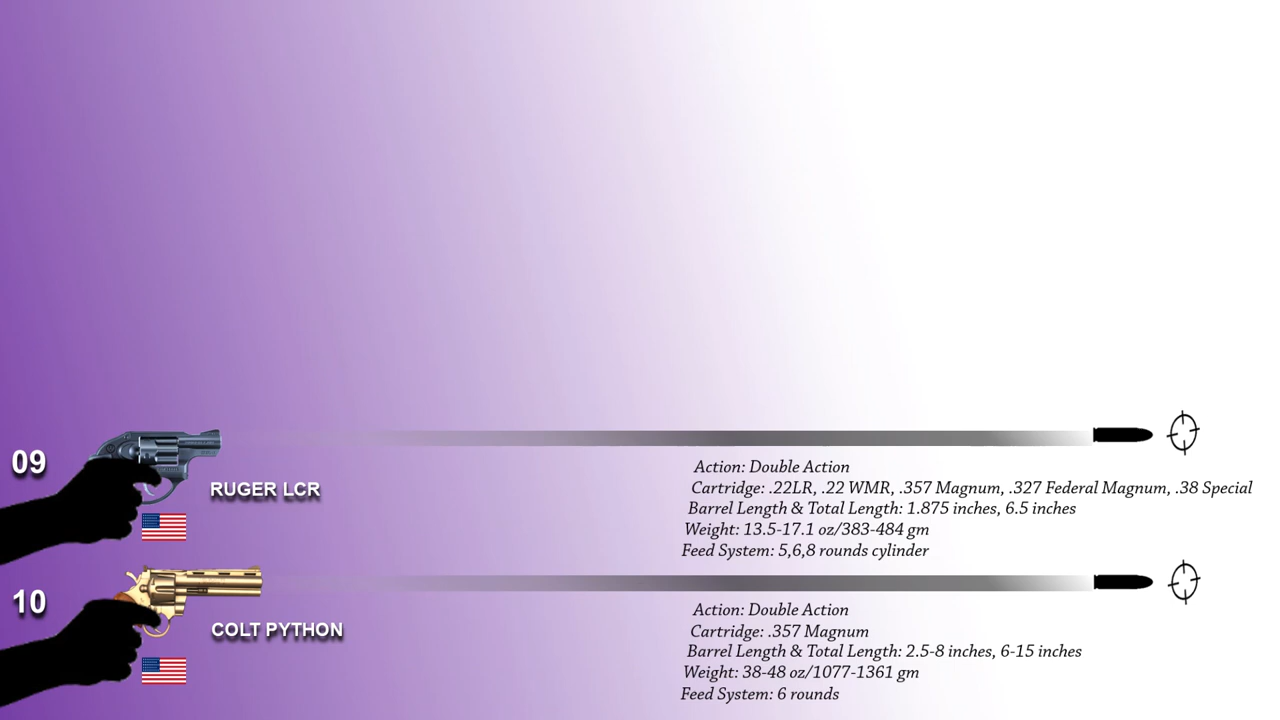 09
RUGER LCR
Action: Double Action
Cartridge: .22LR, .22 WMR, .357 Magnum, .327 Federal Magnum, .38 Special
Barrel Length & Total Length: 1.875 inches, 6.5 inches
Weight: 13.5-17.1 oz/383-484 gm
Feed System: 5,6,8 rounds cylinder
10
COLT PYTHON
Action: Double Action
Cartridge: .357 Magnum
Barrel Length & Total Length: 2.5-8 inches, 6-15 inches
Weight: 38-48 oz/1077-1361 gm
Feed System: 6 rounds